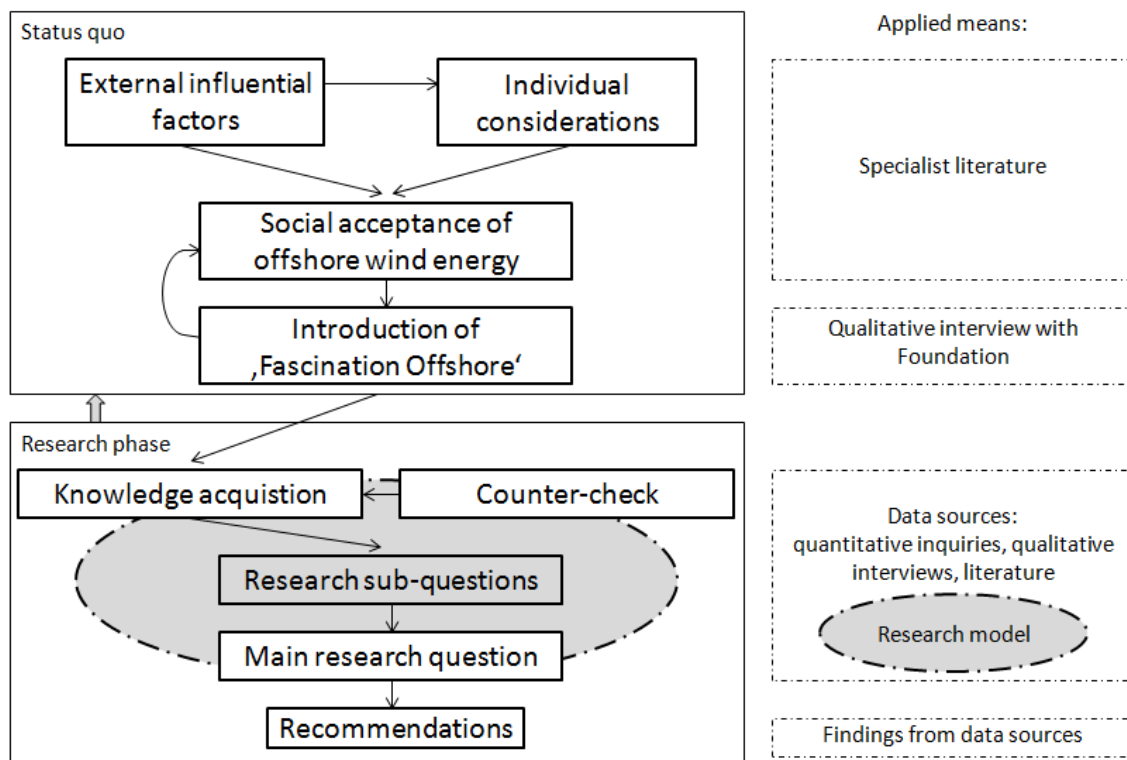 Status quo
External influential
factors
Individual
considerations
Social acceptance of
offshore wind energy
Introduction of
‚Fascination Offshore‘
Research phase
Knowledge acquistion
Counter-check
Research sub-questions
Main research question
Recommendations
Applied means:
Specialist literature
Qualitative interview with
Foundation
Data sources:
quantitative inquiries, qualitative
interviews, literature
Research model
Findings from data sources